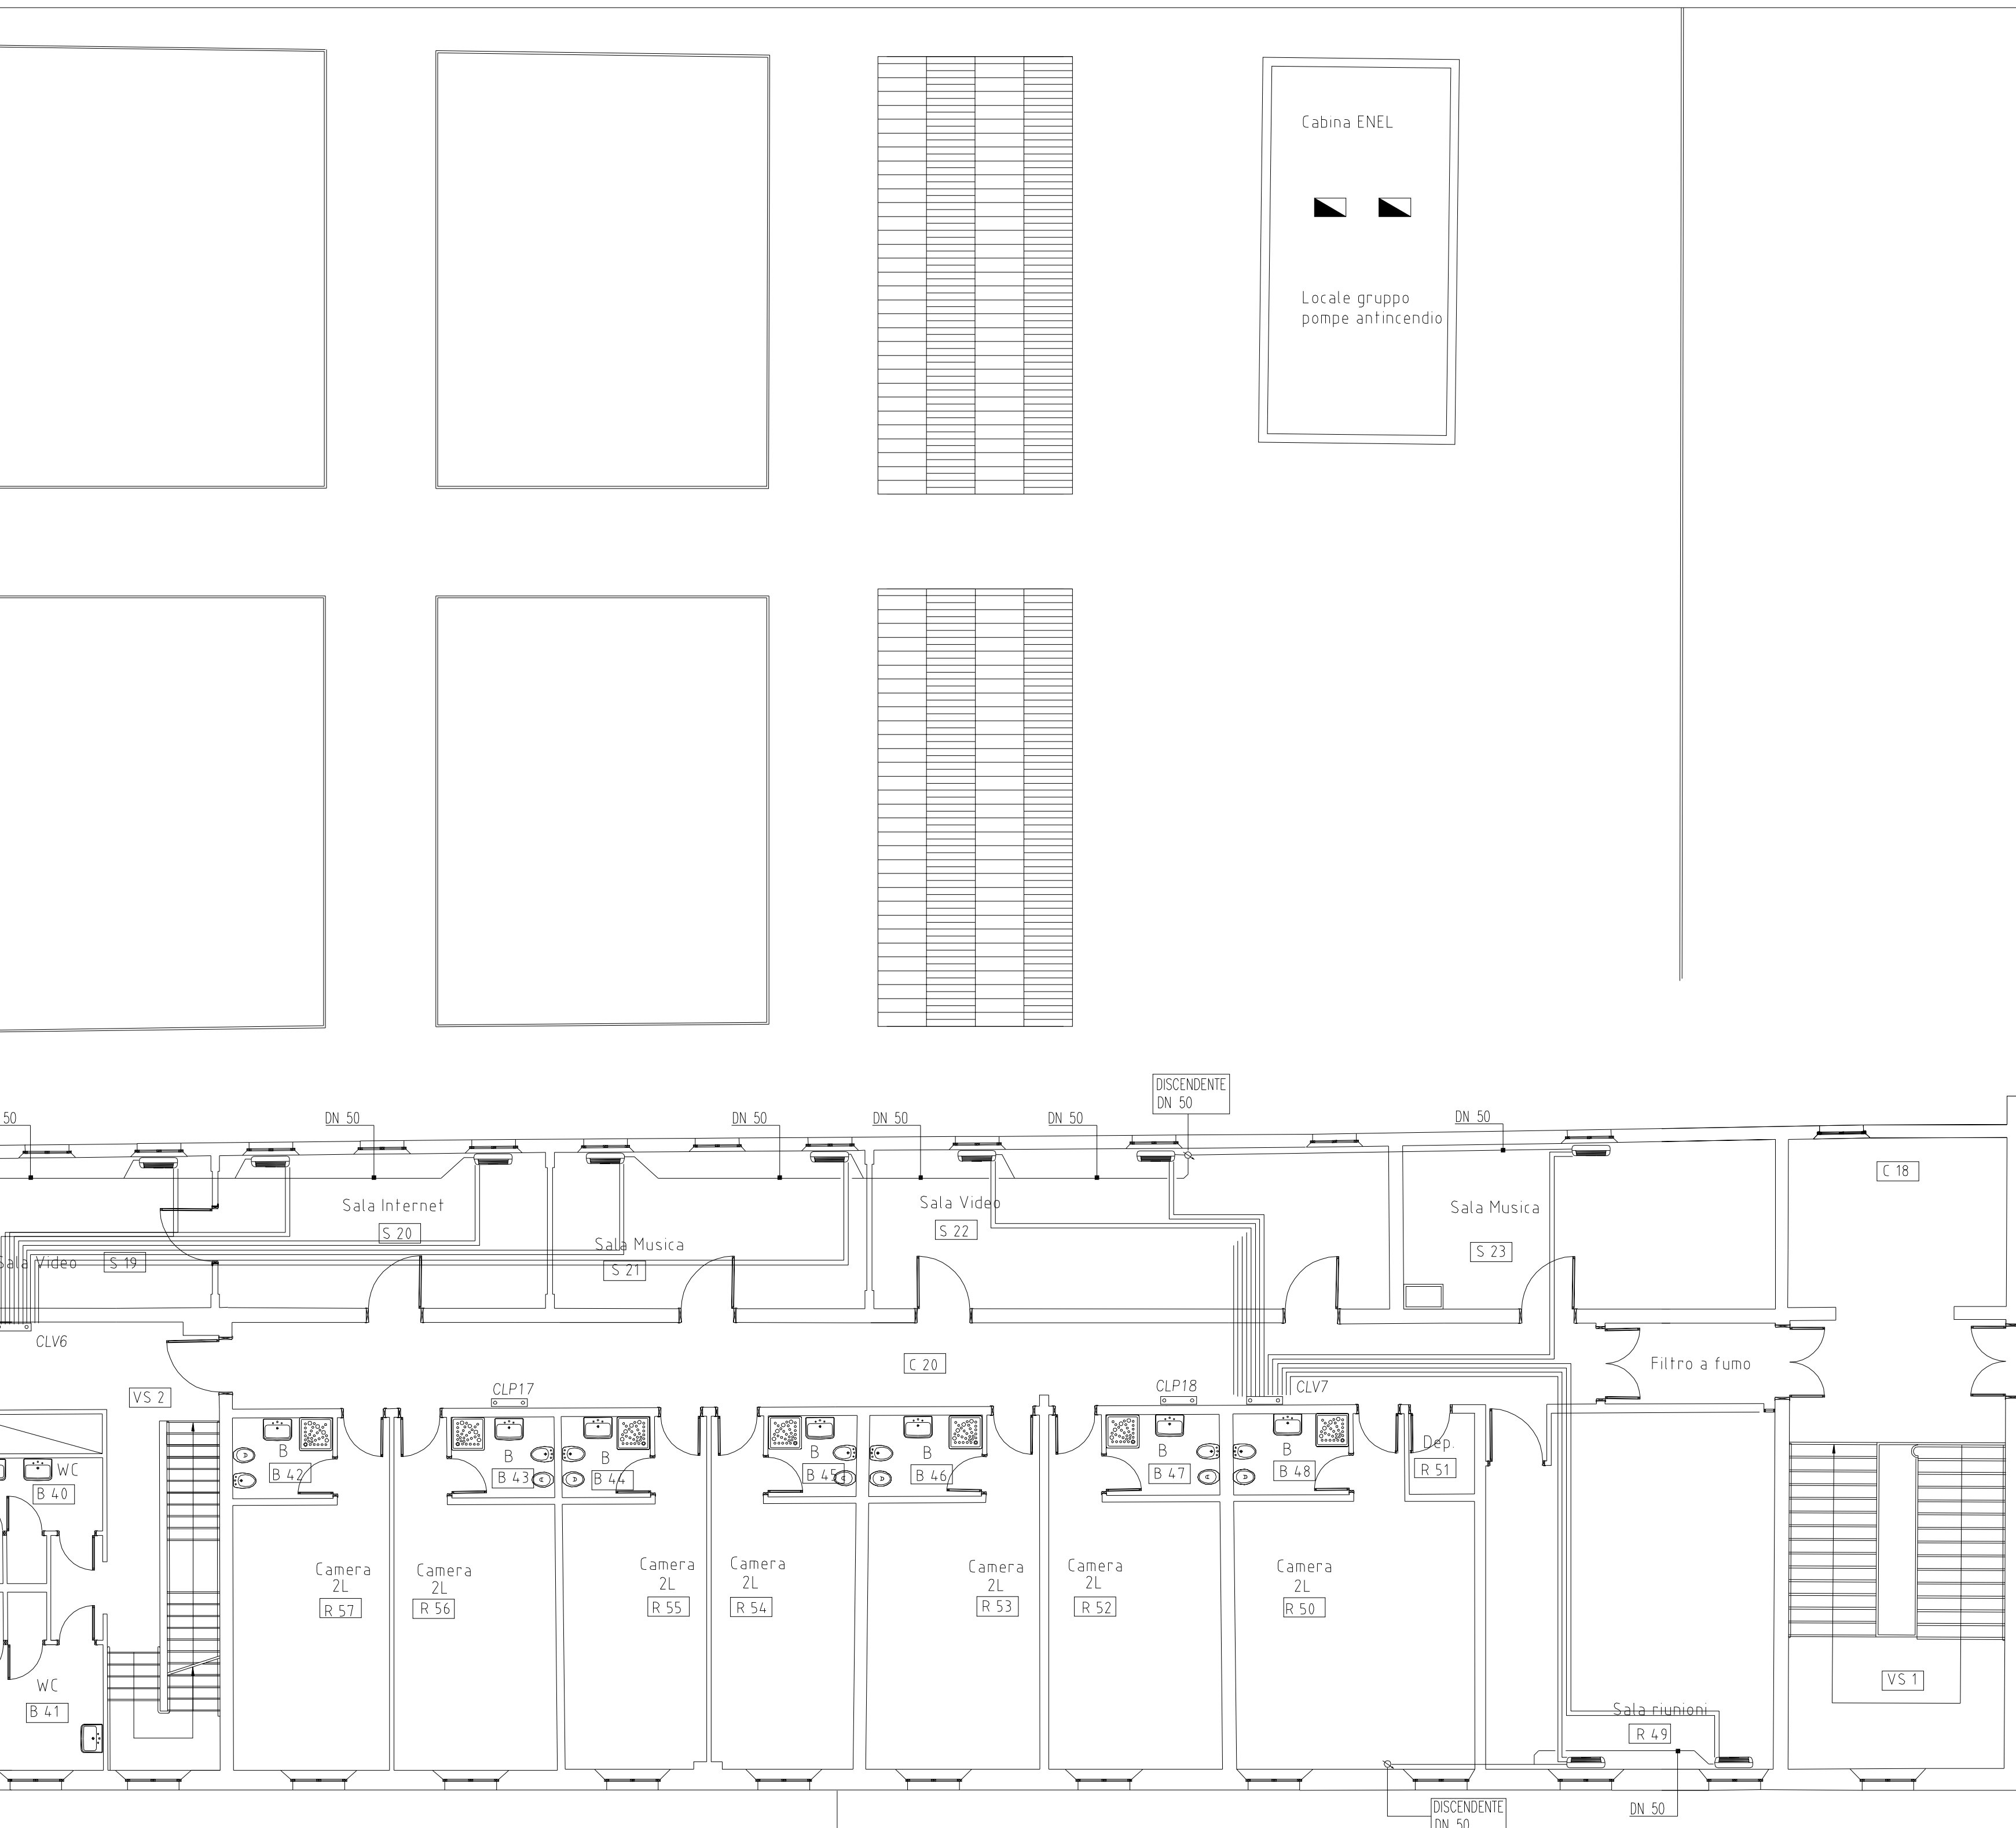 Cabina ENEL
Locale gruppo
pompe antincendio
DISCENDENTE
DN 50
50
DN 50
DN 50
DN 50
DN 50
DN 50
C 18
Sala Internet
S 20
Sala Video
S 22
Sala Musica
S 23
Sala Musica
S 21
Sala Video
S 19
CLV6
C 20
Filtro a fumo
VS 2
CLP17
CLP18
CLV7
B
B 42
B
B 43
B
B 44
B
B 45
B
B 46
B
B 47
B
B 48
Dep.
R 51
WC
B 40
Camera
2L
R 57
Camera
2L
R 56
Camera
2L
R 55
Camera
2L
R 54
Camera
2L
R 53
Camera
2L
R 52
Camera
2L
R 50
WC
B 41
VS 1
Sala riunioni
R 49
DISCENDENTE
DN 50
DN 50